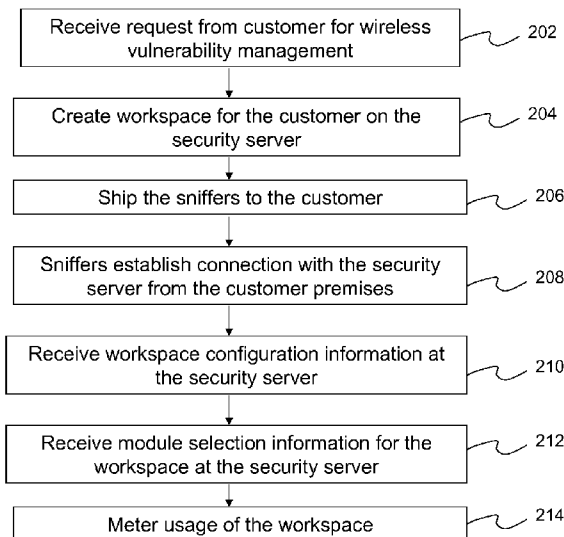 Receive request from customer for wireless
vulnerability management
202
Create workspace for the customer on the
security server
204
Ship the sniffers to the customer
206
Sniffers establish connection with the security
server from the customer premises
208
Receive workspace configuration information at
the security server
210
Receive module selection information for the
workspace at the security server
212
Meter usage of the workspace
214